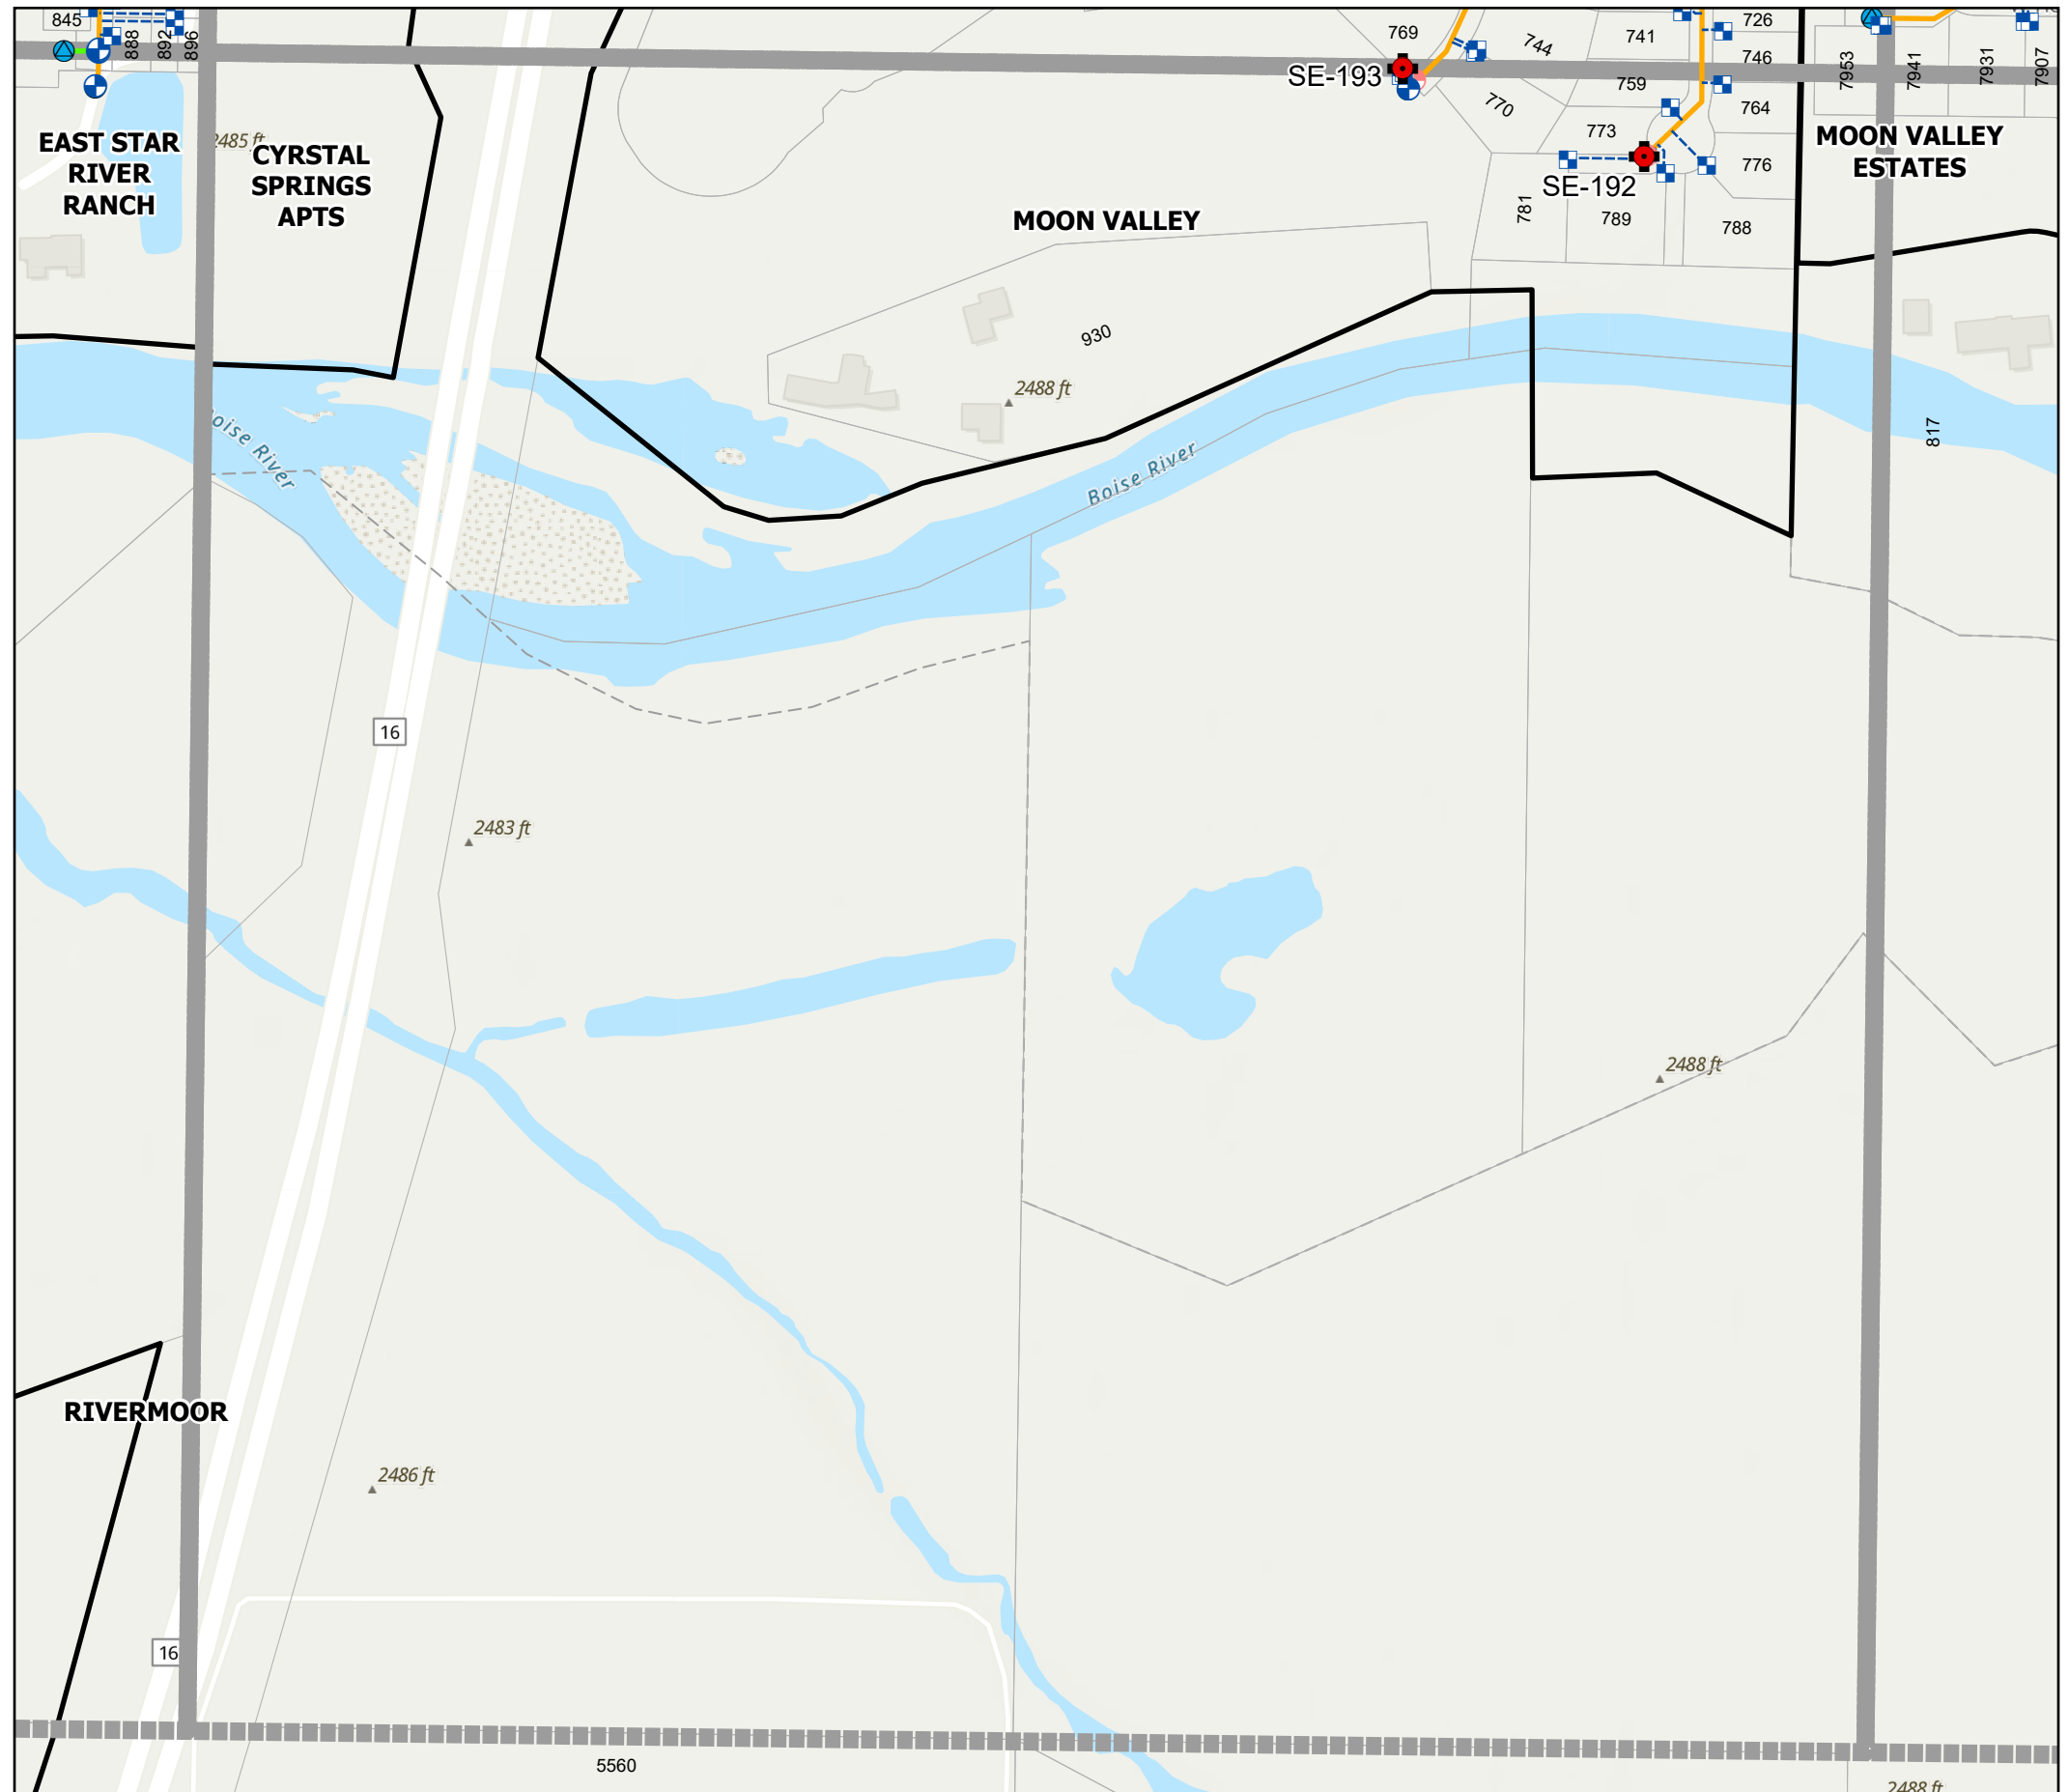 845
888
892
896
769
744
741
726
746
7953
7941
7931
7907
SE-193
770
759
764
773
776
SE-192
781
789
788
EAST STAR
RIVER
RANCH
2485 ft
CYRSTAL
SPRINGS
APTS
MOON VALLEY
MOON VALLEY
ESTATES
930
2488 ft
817
Boise River
Boise River
16
2483 ft
2488 ft
RIVERMOOR
2486 ft
16
5560
2488 ft